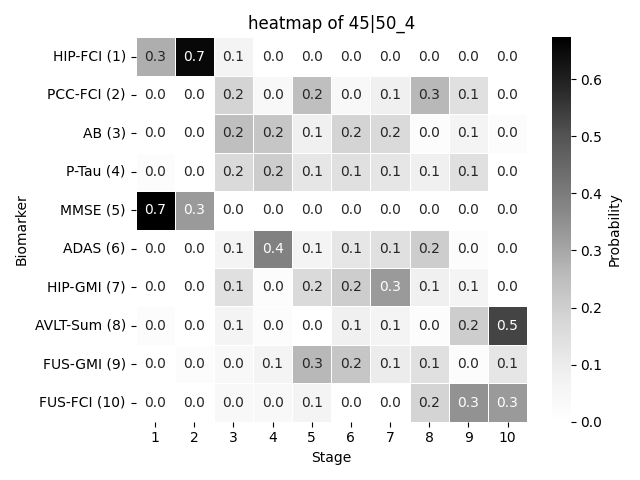 heatmap of 45|50_4
HIP-FCI (1) 0.3 0.7 0.1 0.0 0.0 0.0 0.0 0.0 0.0 0.0
PCC-FCI (2) 0.0 0.0 0.2 0.0 0.2 0.0 0.1 0.3 0.1 0.0
AB (3) 0.0 0.0 0.2 0.2 0.1 0.2 0.2 0.0 0.1 0.0
P-Tau (4) 0.0 0.0 0.2 0.2 0.1 0.1 0.1 0.1 0.1 0.0
MMSE (5) 0.7 0.3 0.0 0.0 0.0 0.0 0.0 0.0 0.0 0.0
ADAS (6) 0.0 0.0 0.1 0.4 0.1 0.1 0.1 0.2 0.0 0.0
HIP-GMI (7) 0.0 0.0 0.1 0.0 0.2 0.2 0.3 0.1 0.1 0.0
AVLT-Sum (8) 0.0 0.0 0.1 0.0 0.0 0.1 0.1 0.0 0.2 0.5
FUS-GMI (9) 0.0 0.0 0.0 0.1 0.3 0.2 0.1 0.1 0.0 0.1
FUS-FCI (10) 0.0 0.0 0.0 0.0 0.1 0.0 0.0 0.2 0.3 0.3
1 2 3 4 5 6 7 8 9 10
Stage
Biomarker
0.6
0.5
0.4
0.3
0.2
0.1
0.0
Probability